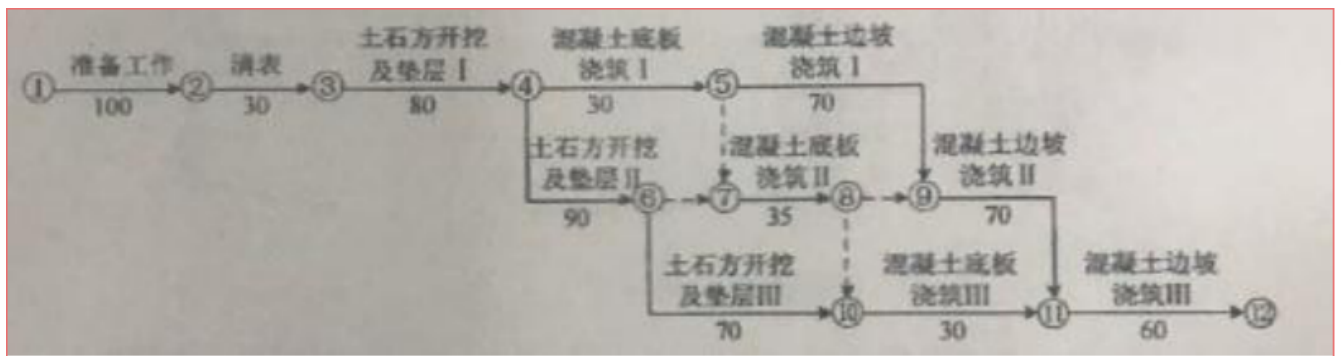 土石方开挖 混凝土底板 混凝土边坡
准备工作 清表 及垫层Ⅰ 浇筑Ⅰ 浇筑Ⅰ
① ② ③ ④ ⑤
100 30 80 30 70
土石方开挖 混凝土底板 混凝土边坡
及垫层Ⅱ 浇筑Ⅱ 浇筑Ⅱ
⑥ ⑦ ⑧ ⑨
90 35 70
土石方开挖 混凝土底板 混凝土边坡
及垫层Ⅲ 浇筑Ⅲ 浇筑Ⅲ
⑩ ⑪ ⑫
70 30 60